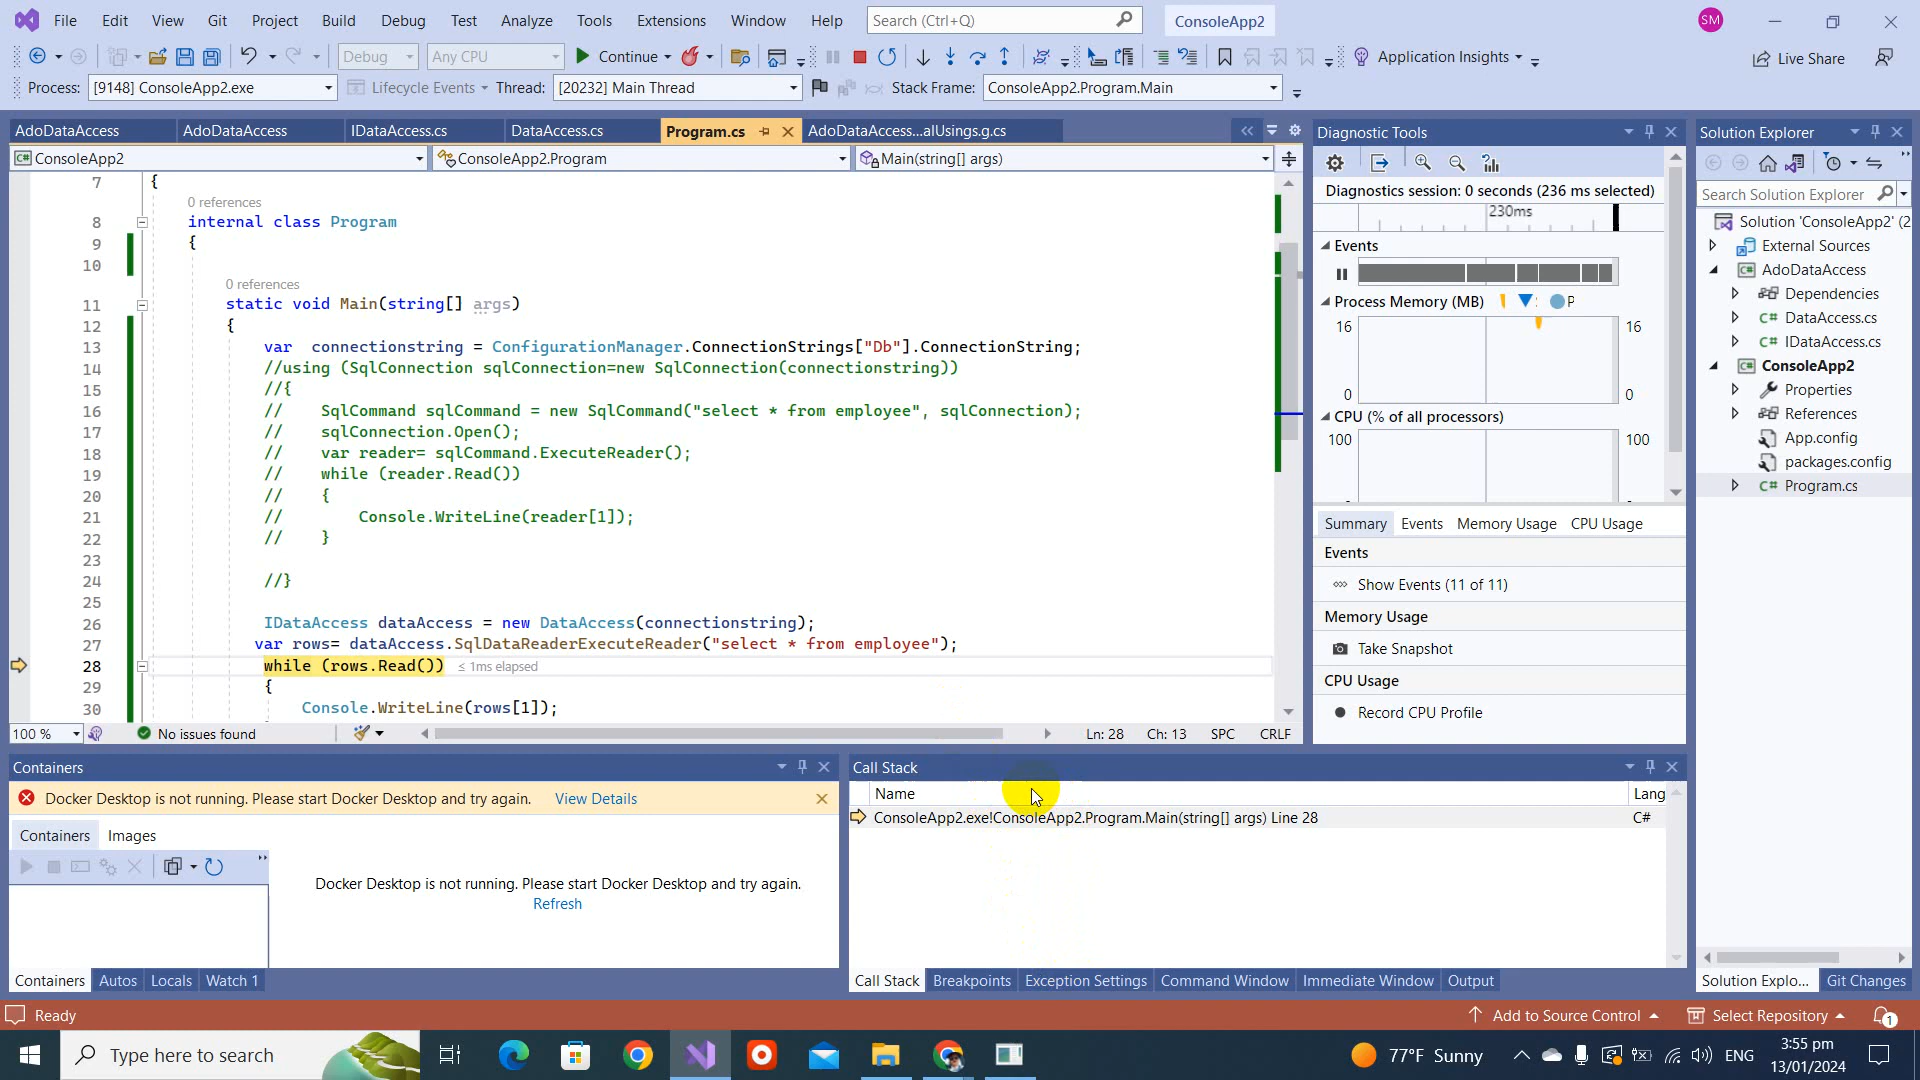 File Edit View Git Project Build Debug Test Analyze Tools Extensions Window Help Search (Ctrl+Q) ConsoleApp2 SM
Debug Any CPU Continue Application Insights Live Share
Process: [9148] ConsoleApp2.exe Lifecycle Events Thread: [20232] Main Thread Stack Frame: ConsoleApp2.Program.Main
AdoDataAccess AdoDataAccess IDataAccess.cs DataAccess.cs Program.cs AdoDataAccess...alUsings.g.cs
ConsoleApp2 ConsoleApp2.Program Main(string[] args)
7 {
0 references
8 internal class Program
9 {
10
0 references
11 static void Main(string[] args)
12 {
13 var connectionstring = ConfigurationManager.ConnectionStrings["Db"].ConnectionString;
14 //using (SqlConnection sqlConnection=new SqlConnection(connectionstring))
15 //{
16 // SqlCommand sqlCommand = new SqlCommand("select * from employee", sqlConnection);
17 // sqlConnection.Open();
18 // var reader= sqlCommand.ExecuteReader();
19 // while (reader.Read())
20 // {
21 // Console.WriteLine(reader[1]);
22 // }
23
24 //}
25
26 IDataAccess dataAccess = new DataAccess(connectionstring);
27 var rows= dataAccess.SqlDataReaderExecuteReader("select * from employee");
28 while (rows.Read()) ≤ 1ms elapsed
29 {
30 Console.WriteLine(rows[1]);
100 % No issues found Ln: 28 Ch: 13 SPC CRLF
Diagnostic Tools
Diagnostics session: 0 seconds (236 ms selected)
230ms
Events
Process Memory (MB) P
16 16
0 0
CPU (% of all processors)
100 100
Summary Events Memory Usage CPU Usage
Events
Show Events (11 of 11)
Memory Usage
Take Snapshot
CPU Usage
Record CPU Profile
Solution Explorer
Search Solution Explorer
Solution 'ConsoleApp2' (2
External Sources
AdoDataAccess
Dependencies
C# DataAccess.cs
C# IDataAccess.cs
ConsoleApp2
Properties
References
App.config
packages.config
C# Program.cs
Solution Explo... Git Changes
Containers
Docker Desktop is not running. Please start Docker Desktop and try again. View Details
Containers Images
Docker Desktop is not running. Please start Docker Desktop and try again.
Refresh
Containers Autos Locals Watch 1
Call Stack
Name Lang
ConsoleApp2.exe!ConsoleApp2.Program.Main(string[] args) Line 28 C#
Call Stack Breakpoints Exception Settings Command Window Immediate Window Output
Ready Add to Source Control Select Repository 1
Type here to search 77°F Sunny ENG 3:55 pm
13/01/2024